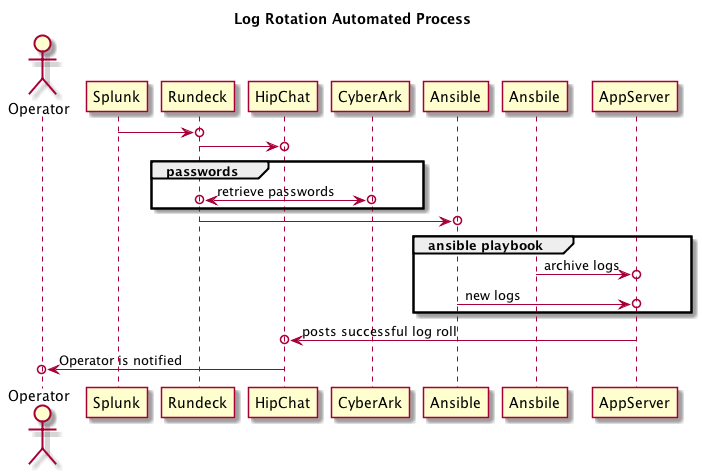 Log Rotation Automated Process
Operator
Splunk Rundeck HipChat CyberArk Ansible Ansbile AppServer
passwords
retrieve passwords
ansible playbook
archive logs
new logs
posts successful log roll
Operator is notified
Operator
Splunk Rundeck HipChat CyberArk Ansible Ansbile AppServer